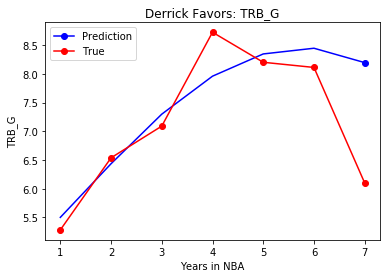 Derrick Favors: TRB_G
Prediction
True
8.5
8.0
7.5
7.0
6.5
6.0
5.5
TRB_G
1 2 3 4 5 6 7
Years in NBA